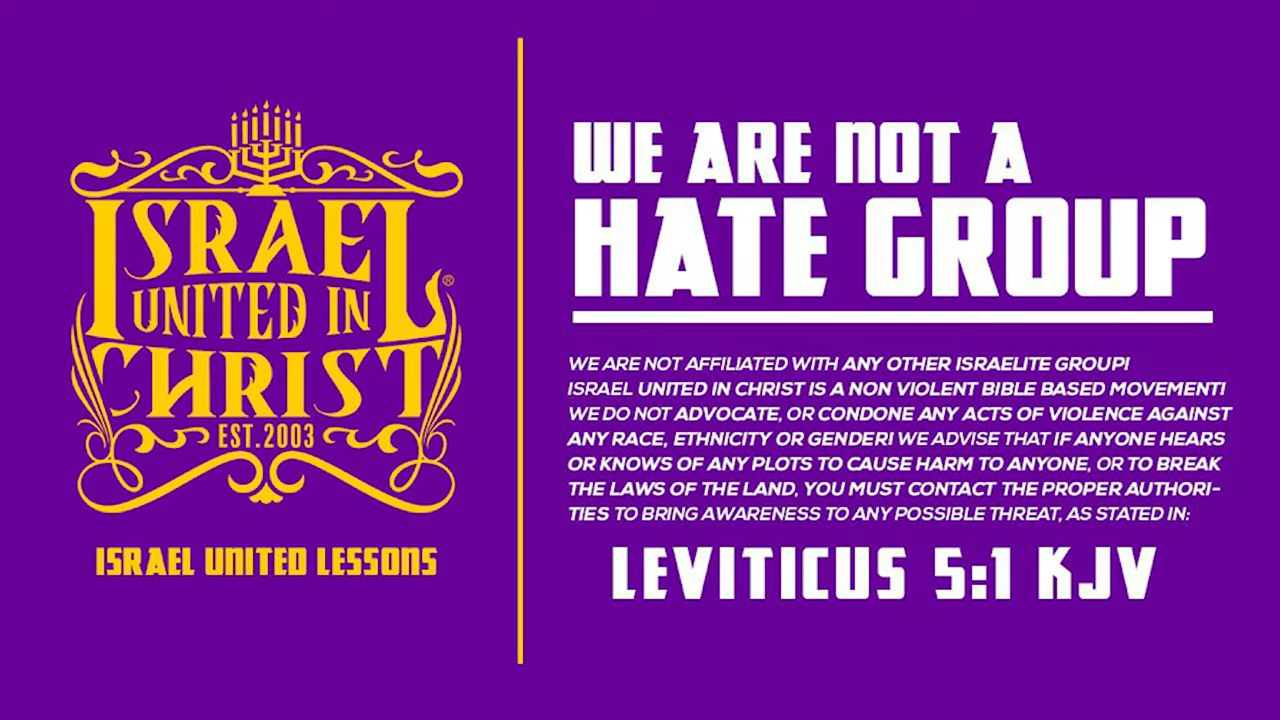 ISRAEL
UNITED IN
CHRIST
®
EST.2003
ISRAEL UNITED LESSONS
WE ARE NOT A
HATE GROUP
WE ARE NOT AFFILIATED WITH ANY OTHER ISRAELITE GROUP!
ISRAEL UNITED IN CHRIST IS A NON VIOLENT BIBLE BASED MOVEMENT!
WE DO NOT ADVOCATE, OR CONDONE ANY ACTS OF VIOLENCE AGAINST
ANY RACE, ETHNICITY OR GENDER! WE ADVISE THAT IF ANYONE HEARS
OR KNOWS OF ANY PLOTS TO CAUSE HARM TO ANYONE, OR TO BREAK
THE LAWS OF THE LAND, YOU MUST CONTACT THE PROPER AUTHORI-
TIES TO BRING AWARENESS TO ANY POSSIBLE THREAT, AS STATED IN:
LEVITICUS 5:1 KJV